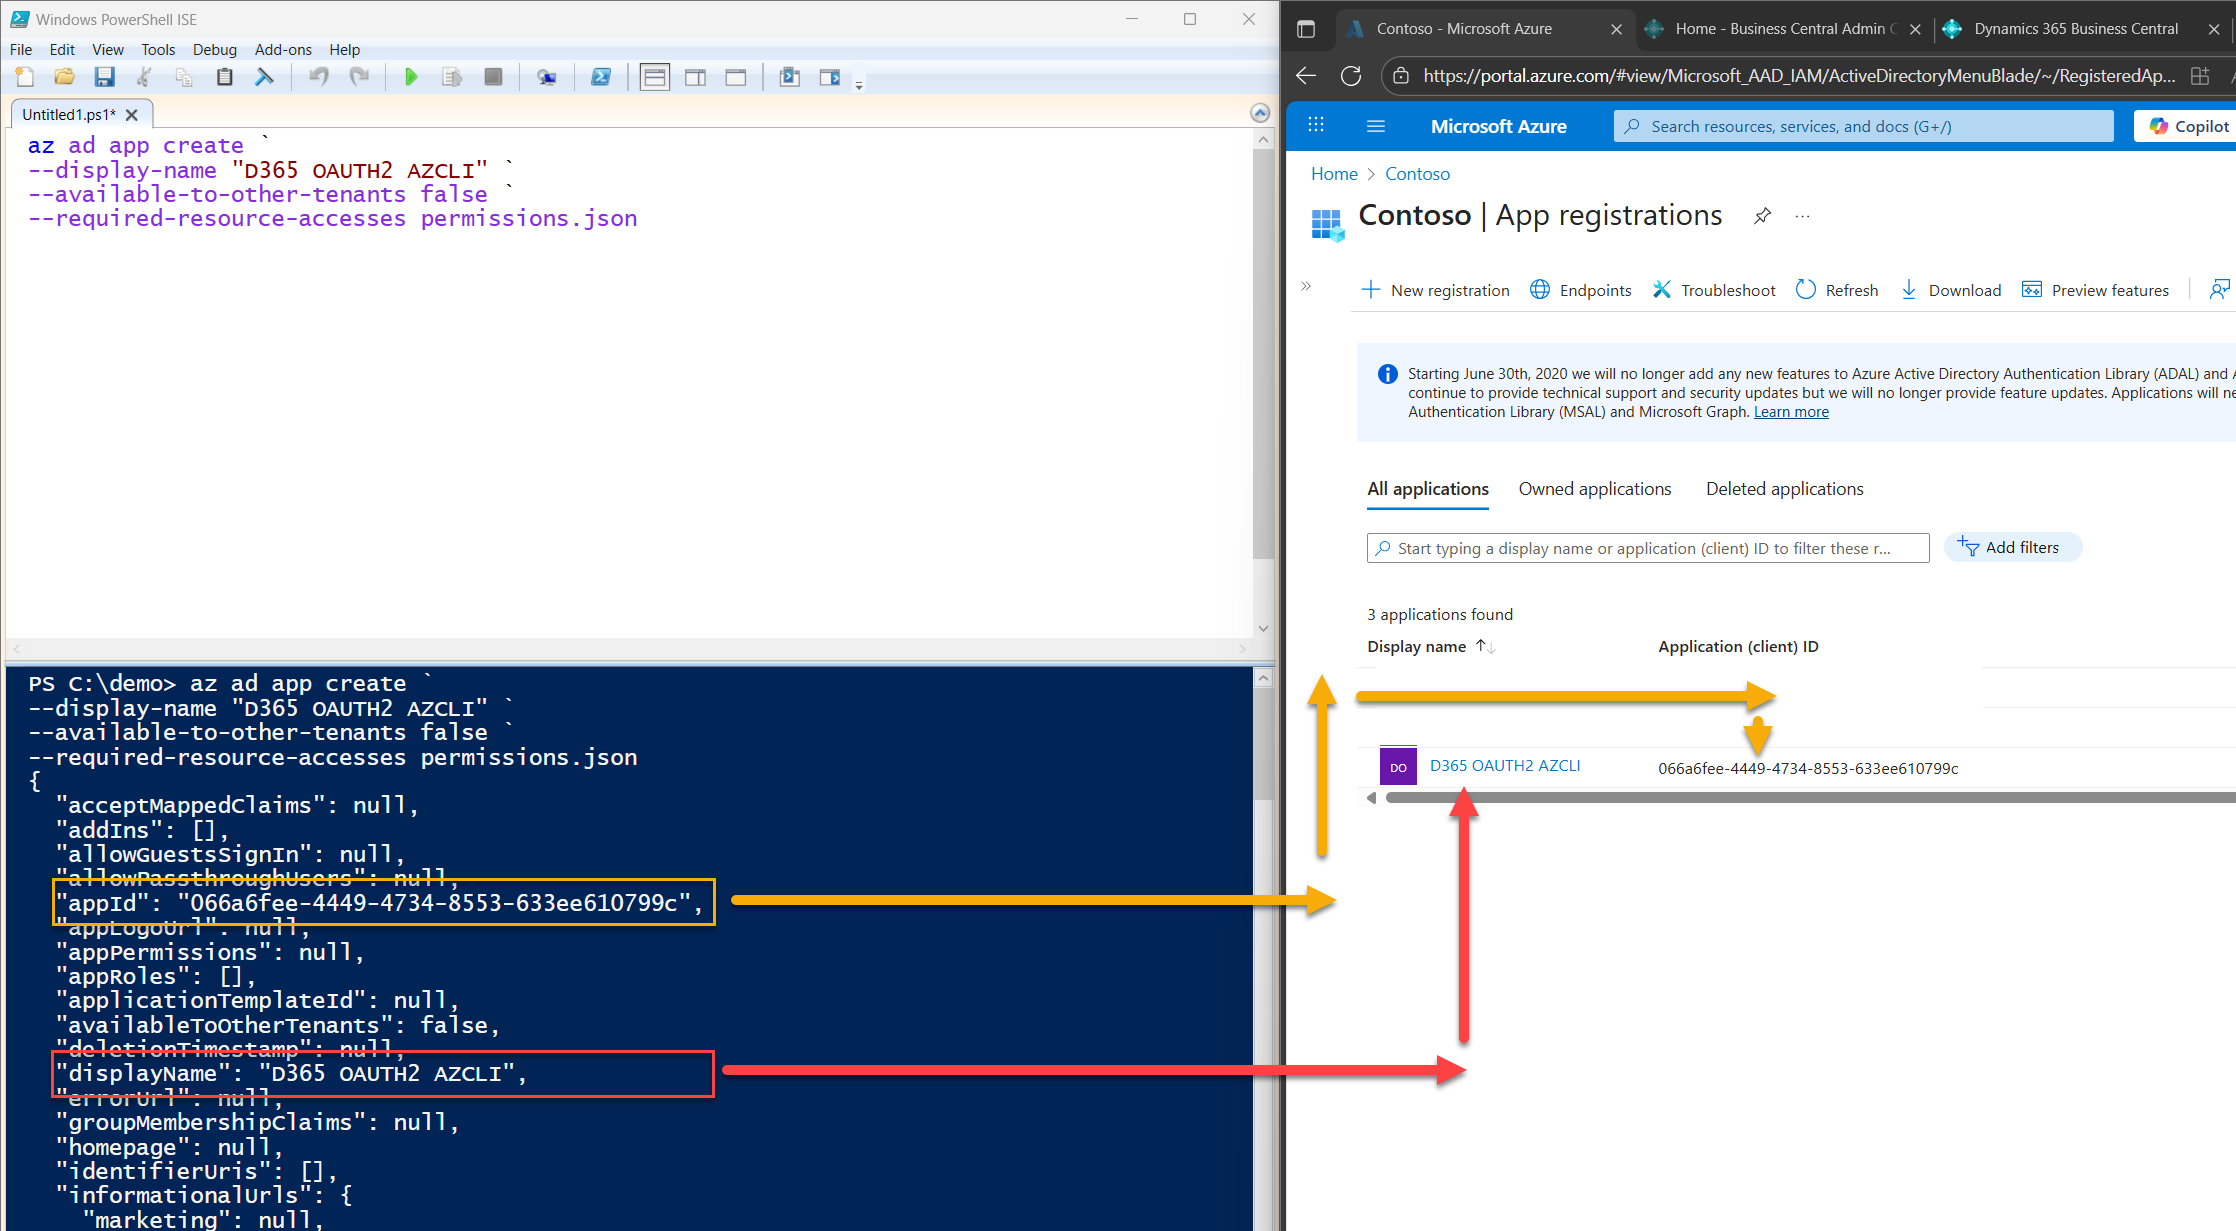 Windows PowerShell ISE
File Edit View Tools Debug Add-ons Help
Untitled1.ps1*
az ad app create `
--display-name "D365 OAUTH2 AZCLI" `
--available-to-other-tenants false `
--required-resource-accesses permissions.json
PS C:\demo> az ad app create `
--display-name "D365 OAUTH2 AZCLI" `
--available-to-other-tenants false `
--required-resource-accesses permissions.json
{
"acceptMappedClaims": null,
"addIns": [],
"allowGuestsSignIn": null,
"allowPassthroughUsers": null,
"appId": "066a6fee-4449-4734-8553-633ee610799c",
"appLogoUrl": null,
"appPermissions": null,
"appRoles": [],
"applicationTemplateId": null,
"availableToOtherTenants": false,
"deletionTimestamp": null,
"displayName": "D365 OAUTH2 AZCLI",
"errorUrl": null,
"groupMembershipClaims": null,
"homepage": null,
"identifierUris": [],
"informationalUrls": {
"marketing": null,
Contoso - Microsoft Azure
Home - Business Central Admin C
Dynamics 365 Business Central
https://portal.azure.com/#view/Microsoft_AAD_IAM/ActiveDirectoryMenuBlade/~/RegisteredAp...
Microsoft Azure
Search resources, services, and docs (G+/)
Copilot
Home > Contoso
Contoso | App registrations
New registration Endpoints Troubleshoot Refresh Download Preview features
Starting June 30th, 2020 we will no longer add any new features to Azure Active Directory Authentication Library (ADAL) and A
continue to provide technical support and security updates but we will no longer provide feature updates. Applications will ne
Authentication Library (MSAL) and Microsoft Graph. Learn more
All applications Owned applications Deleted applications
Start typing a display name or application (client) ID to filter these r...
Add filters
3 applications found
Display name Application (client) ID
DO D365 OAUTH2 AZCLI 066a6fee-4449-4734-8553-633ee610799c